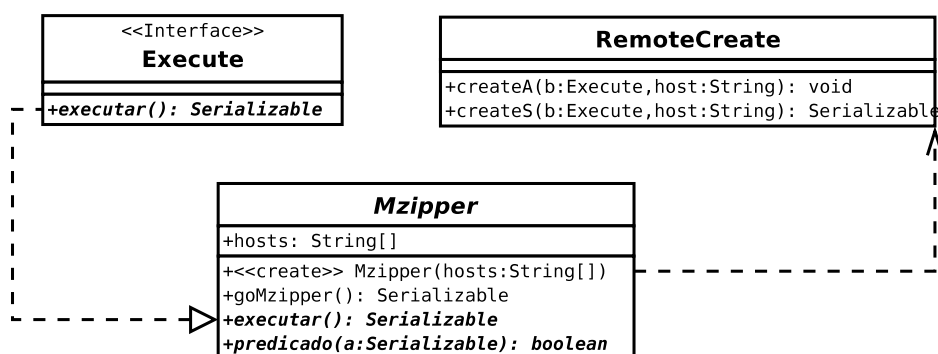 <<Interface>>
Execute
+executar(): Serializable
RemoteCreate
+createA(b:Execute,host:String): void
+createS(b:Execute,host:String): Serializable
Mzipper
+hosts: String[]
+<<create>> Mzipper(hosts:String[])
+goMzipper(): Serializable
+executar(): Serializable
+predicado(a:Serializable): boolean